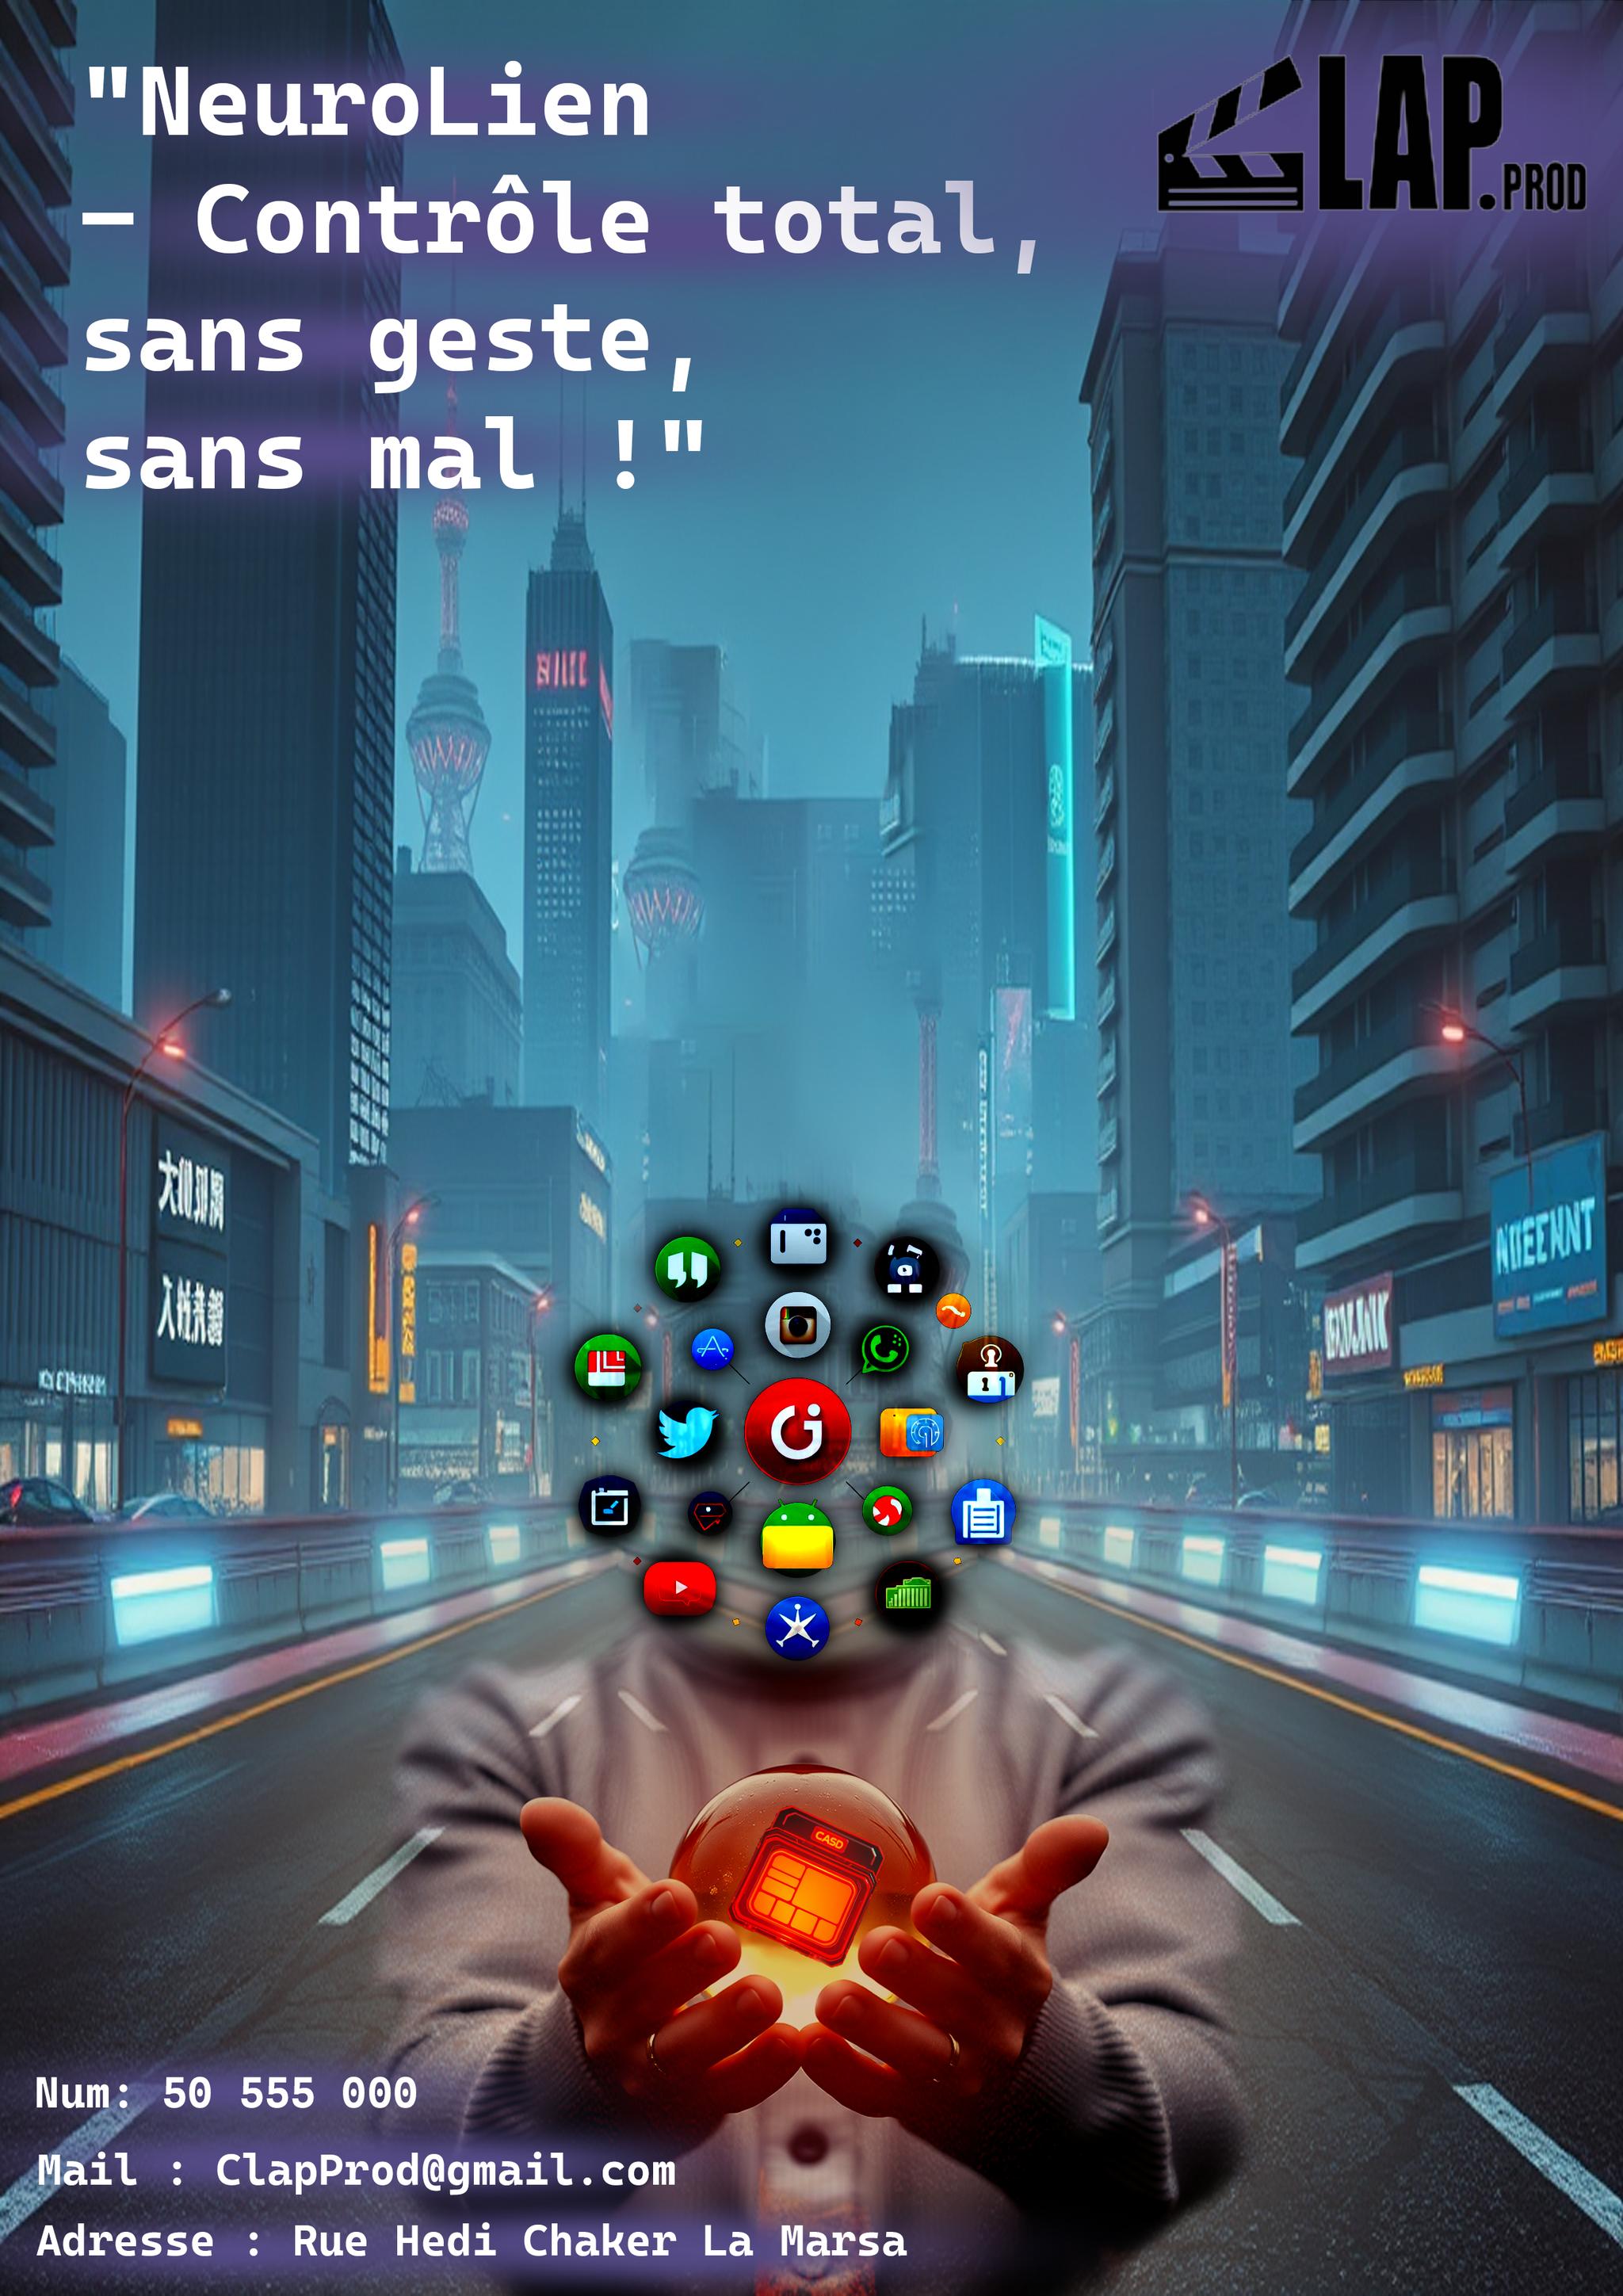 "NeuroLien
– Contrôle total,
sans geste,
sans mal !"
LAP.PROD
CASD
Num: 50 555 000
Mail : ClapProd@gmail.com
Adresse : Rue Hedi Chaker La Marsa